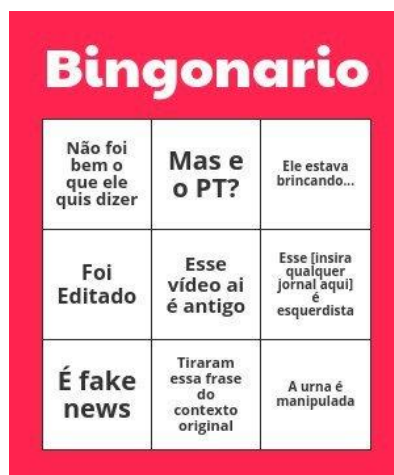 Bingonario
Não foi
bem o
que ele
quis dizer
Mas e
o PT?
Ele estava
brincando...
Foi
Editado
Esse
vídeo ai
é antigo
Esse [insira
qualquer
jornal aqui]
é
esquerdista
É fake
news
Tiraram
essa frase
do
contexto
original
A urna é
manipulada